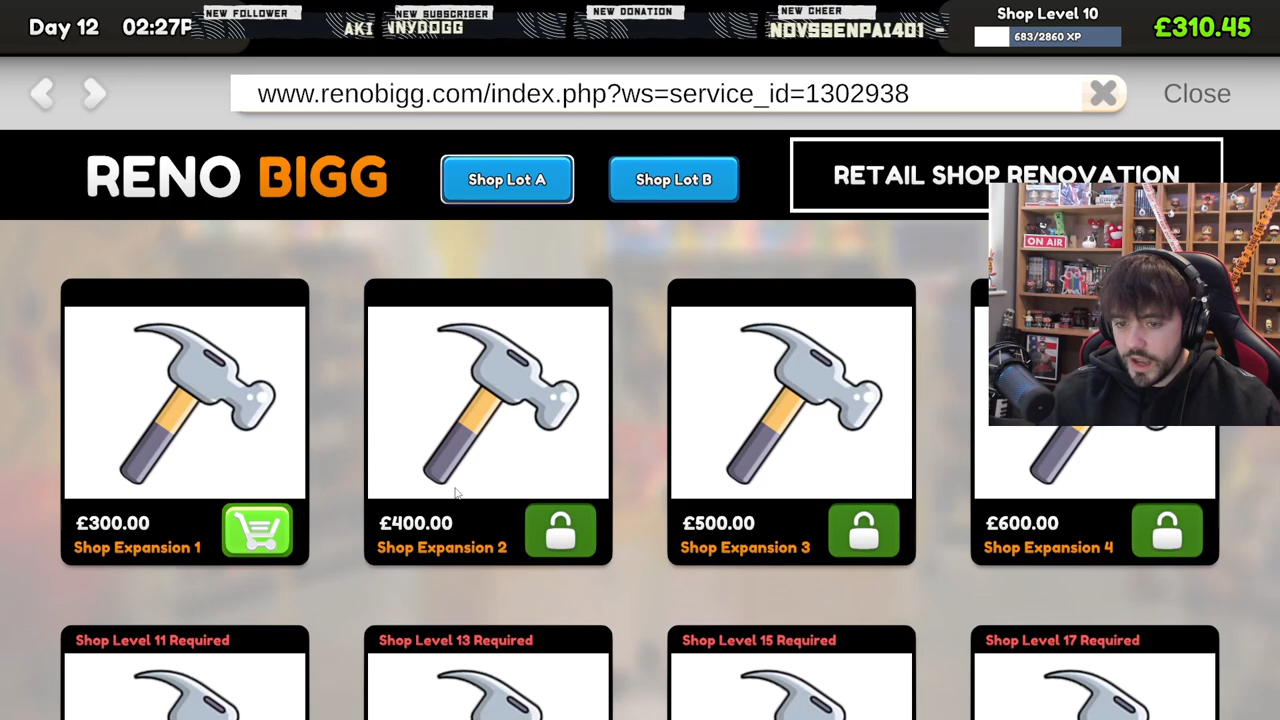 Day 12 02:27P
NEW FOLLOWER
AKI
NEW SUBSCRIBER
NNYDOGG
NEW DONATION
NEW CHEER
NOVSSENPAI401 -
Shop Level 10
683/2860 XP
£310.45
www.renobigg.com/index.php?ws=service_id=1302938
Close
RENO BIGG
Shop Lot A
Shop Lot B
RETAIL SHOP RENOVATION
ON AIR
£300.00
Shop Expansion 1
£400.00
Shop Expansion 2
£500.00
Shop Expansion 3
£600.00
Shop Expansion 4
Shop Level 11 Required
Shop Level 13 Required
Shop Level 15 Required
Shop Level 17 Required